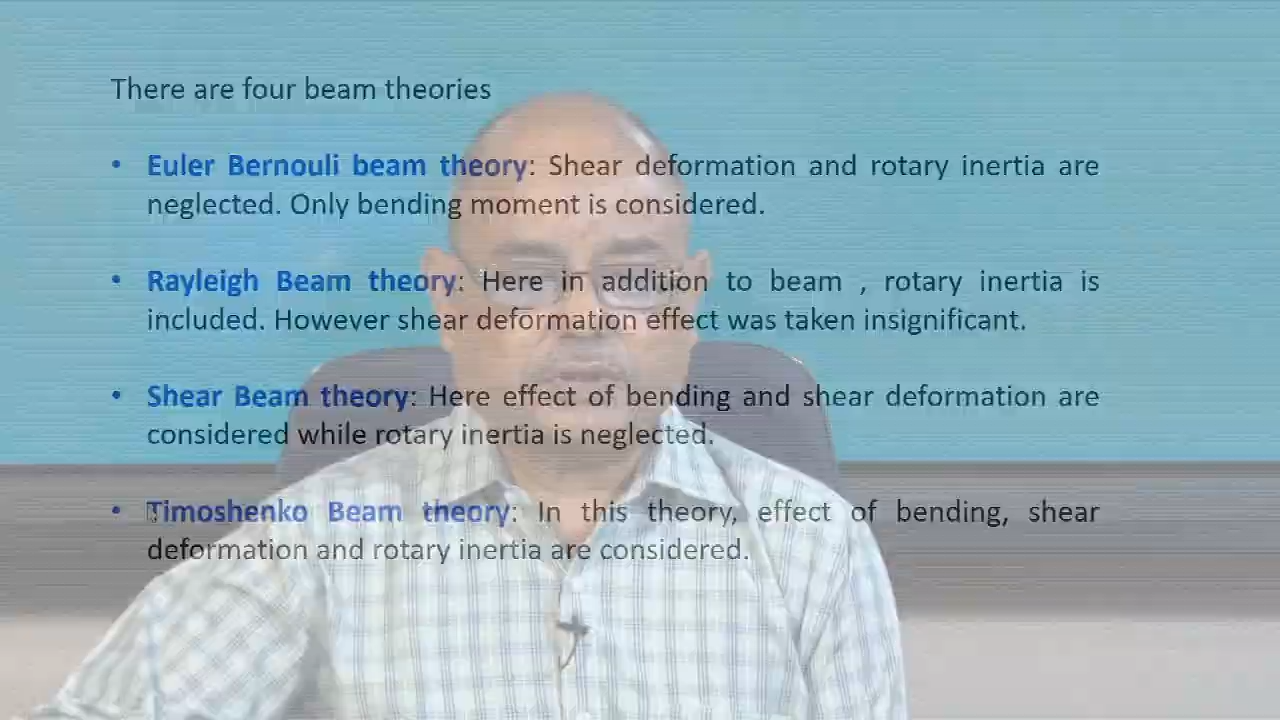 There are four beam theories
• Euler Bernouli beam theory: Shear deformation and rotary inertia are
neglected. Only bending moment is considered.
• Rayleigh Beam theory: Here in addition to beam , rotary inertia is
included. However shear deformation effect was taken insignificant.
• Shear Beam theory: Here effect of bending and shear deformation are
considered while rotary inertia is neglected.
• Timoshenko Beam theory: In this theory, effect of bending, shear
deformation and rotary inertia are considered.